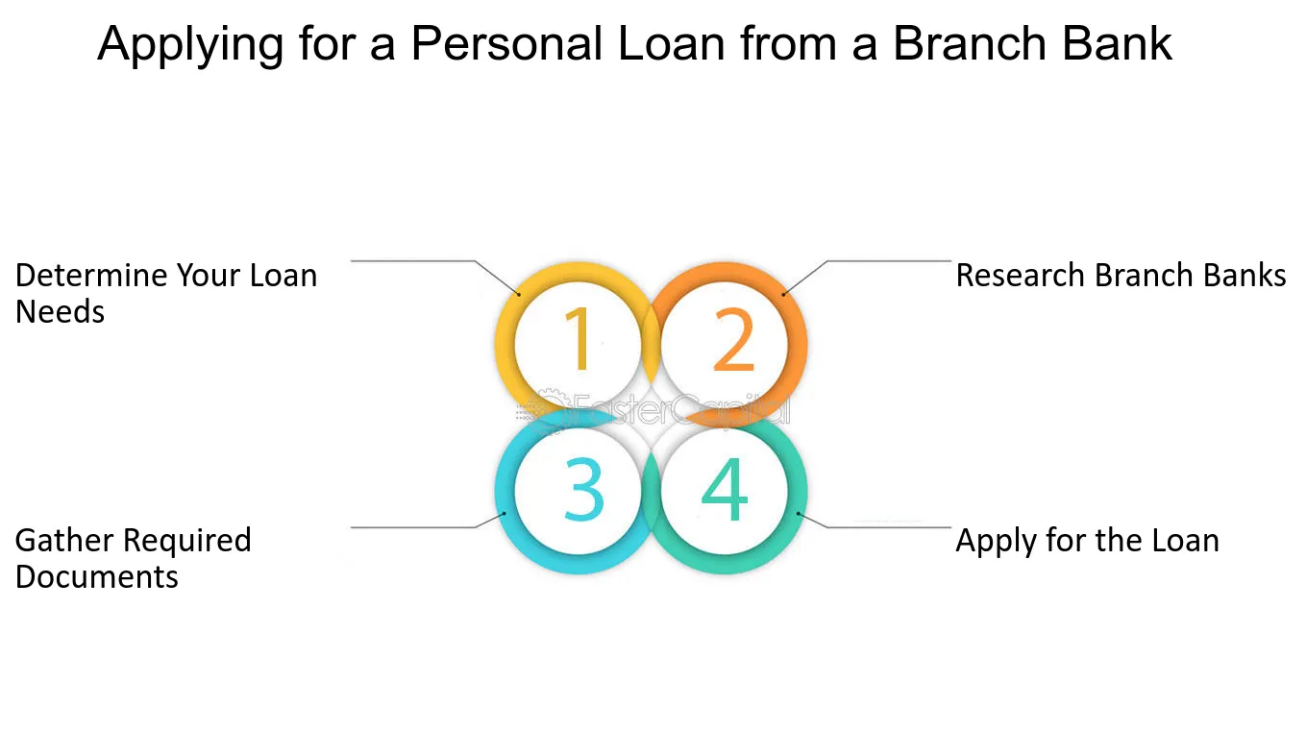 Applying for a Personal Loan from a Branch Bank
Determine Your Loan
Needs
1
2
Research Branch Banks
FasterCapital
Gather Required
Documents
3
4
Apply for the Loan